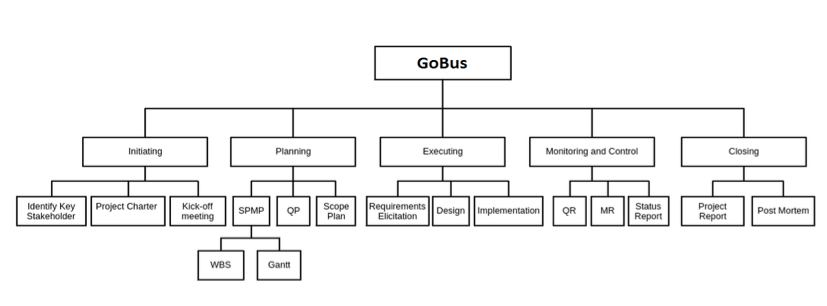 GoBus
Initiating
Planning
Executing
Monitoring and Control
Closing
Identify Key
Stakeholder
Project Charter
Kick-off
meeting
SPMP
QP
Scope
Plan
Requirements
Elicitation
Design
Implementation
QR
MR
Status
Report
Project
Report
Post Mortem
WBS
Gantt